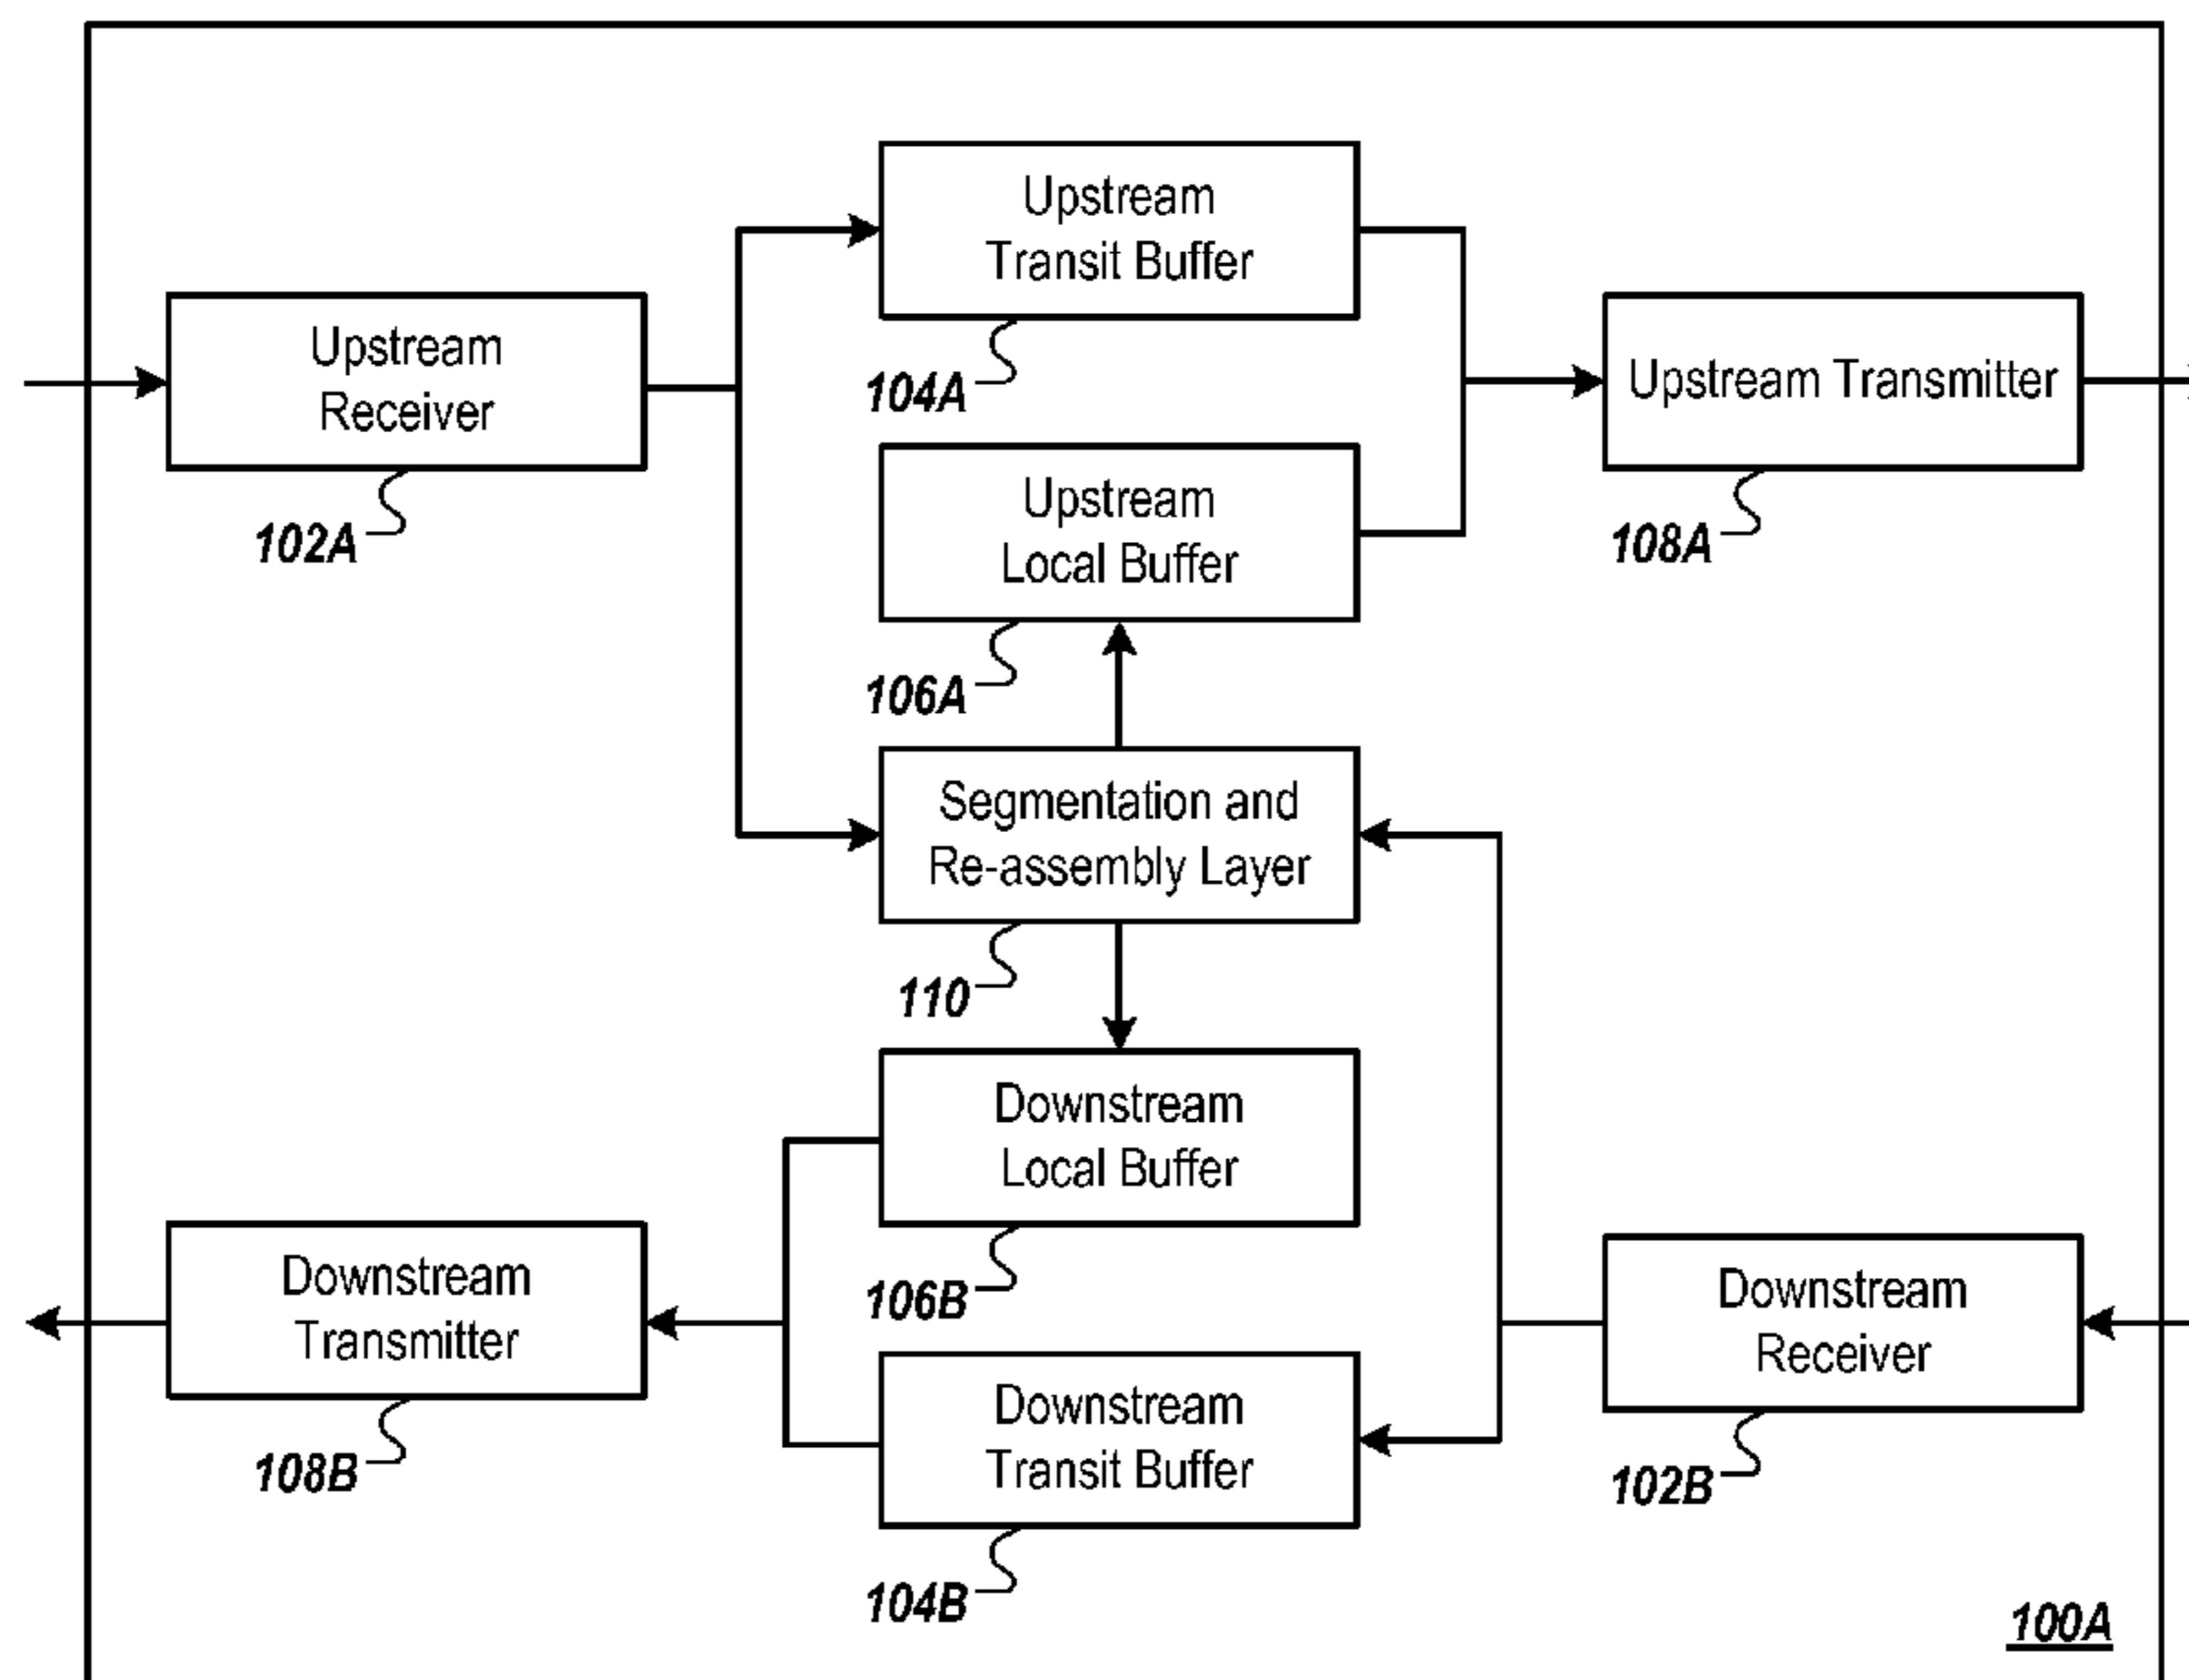 Upstream
Transit Buffer
104A
Upstream
Receiver
102A
Upstream Transmitter
108A
Upstream
Local Buffer
106A
Segmentation and
Re-assembly Layer
110
Downstream
Local Buffer
106B
Downstream
Transmitter
108B
Downstream
Receiver
102B
Downstream
Transit Buffer
104B
100A